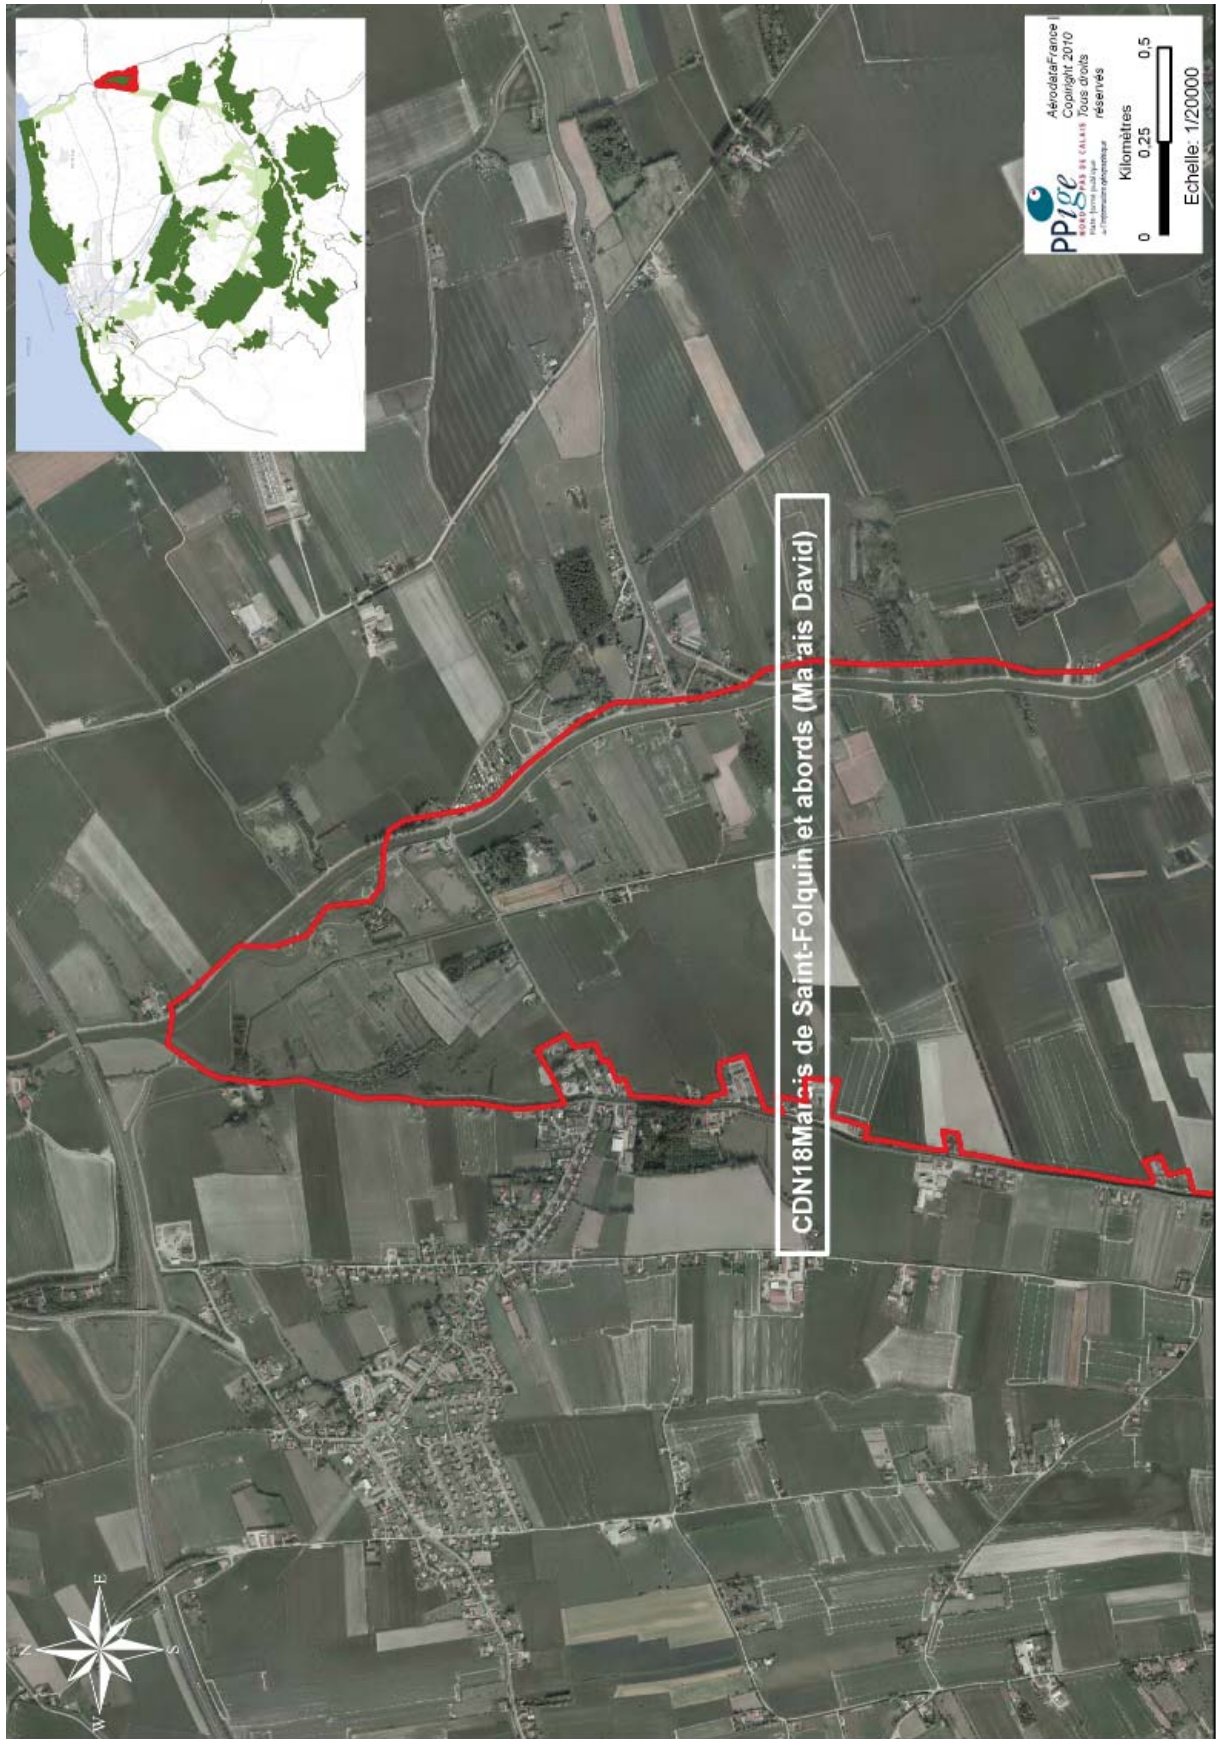 CDN18Marais de Saint-Folquin et abords (Marais David)
N
W
E
S
PPige
NORD PAS DE CALAIS
AérodataFrance
Copiright 2010
Tous droits
réservés
Kilomètres
0 0,25 0,5
Echelle: 1/20000